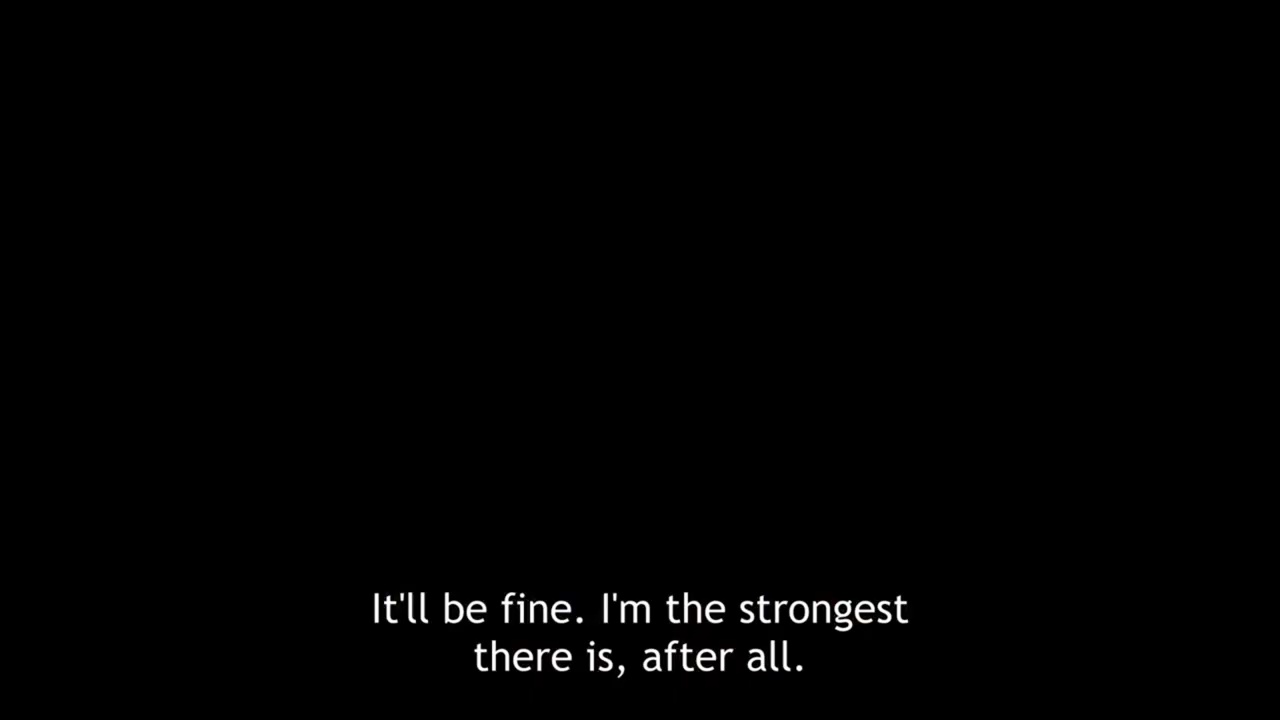 It'll be fine. I'm the strongest
there is, after all.